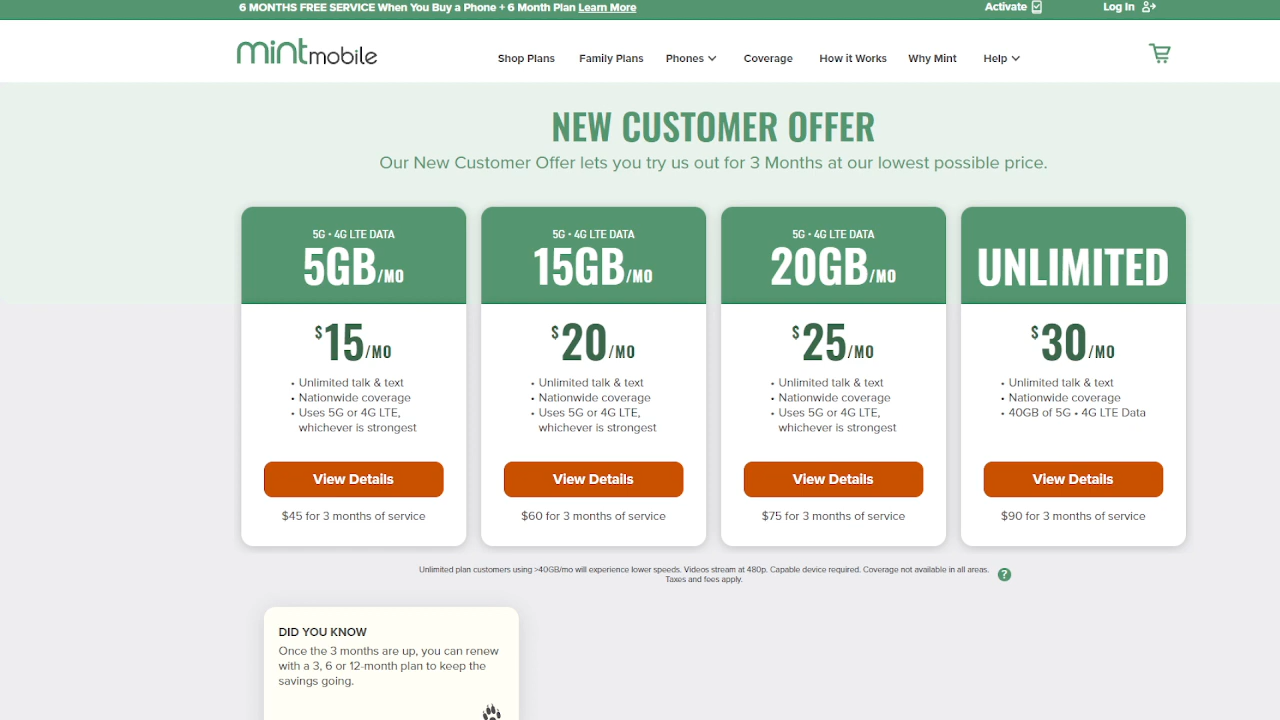 6 MONTHS FREE SERVICE When You Buy a Phone + 6 Month Plan Learn More
Activate
Log In
mintmobile
Shop Plans
Family Plans
Phones
Coverage
How it Works
Why Mint
Help
NEW CUSTOMER OFFER
Our New Customer Offer lets you try us out for 3 Months at our lowest possible price.
5G • 4G LTE DATA
5GB/MO
$15/MO
• Unlimited talk & text
• Nationwide coverage
• Uses 5G or 4G LTE,
whichever is strongest
View Details
$45 for 3 months of service
5G • 4G LTE DATA
15GB/MO
$20/MO
• Unlimited talk & text
• Nationwide coverage
• Uses 5G or 4G LTE,
whichever is strongest
View Details
$60 for 3 months of service
5G • 4G LTE DATA
20GB/MO
$25/MO
• Unlimited talk & text
• Nationwide coverage
• Uses 5G or 4G LTE,
whichever is strongest
View Details
$75 for 3 months of service
UNLIMITED
$30/MO
• Unlimited talk & text
• Nationwide coverage
• 40GB of 5G • 4G LTE Data
View Details
$90 for 3 months of service
Unlimited plan customers using >40GB/mo will experience lower speeds. Videos stream at 480p. Capable device required. Coverage not available in all areas.
Taxes and fees apply.
?
DID YOU KNOW
Once the 3 months are up, you can renew
with a 3, 6 or 12-month plan to keep the
savings going.